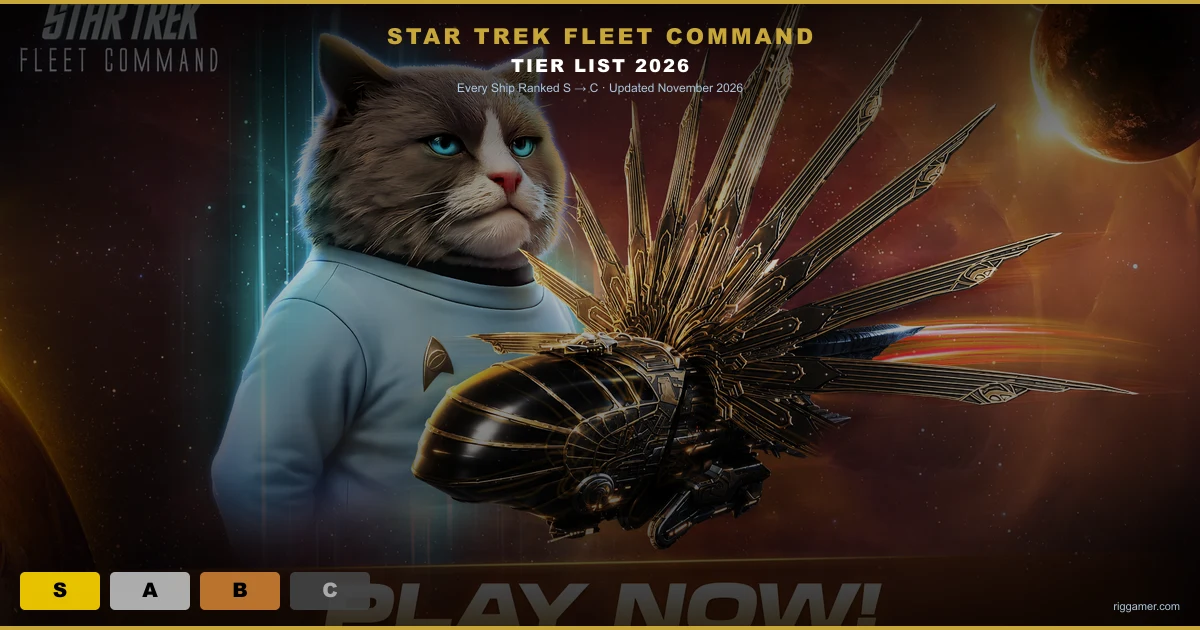 STAR TREK
FLEET COMMAND
STAR TREK FLEET COMMAND
TIER LIST 2026
Every Ship Ranked S → C · Updated November 2026
S
A
B
C
PLAY NOW!
riggamer.com